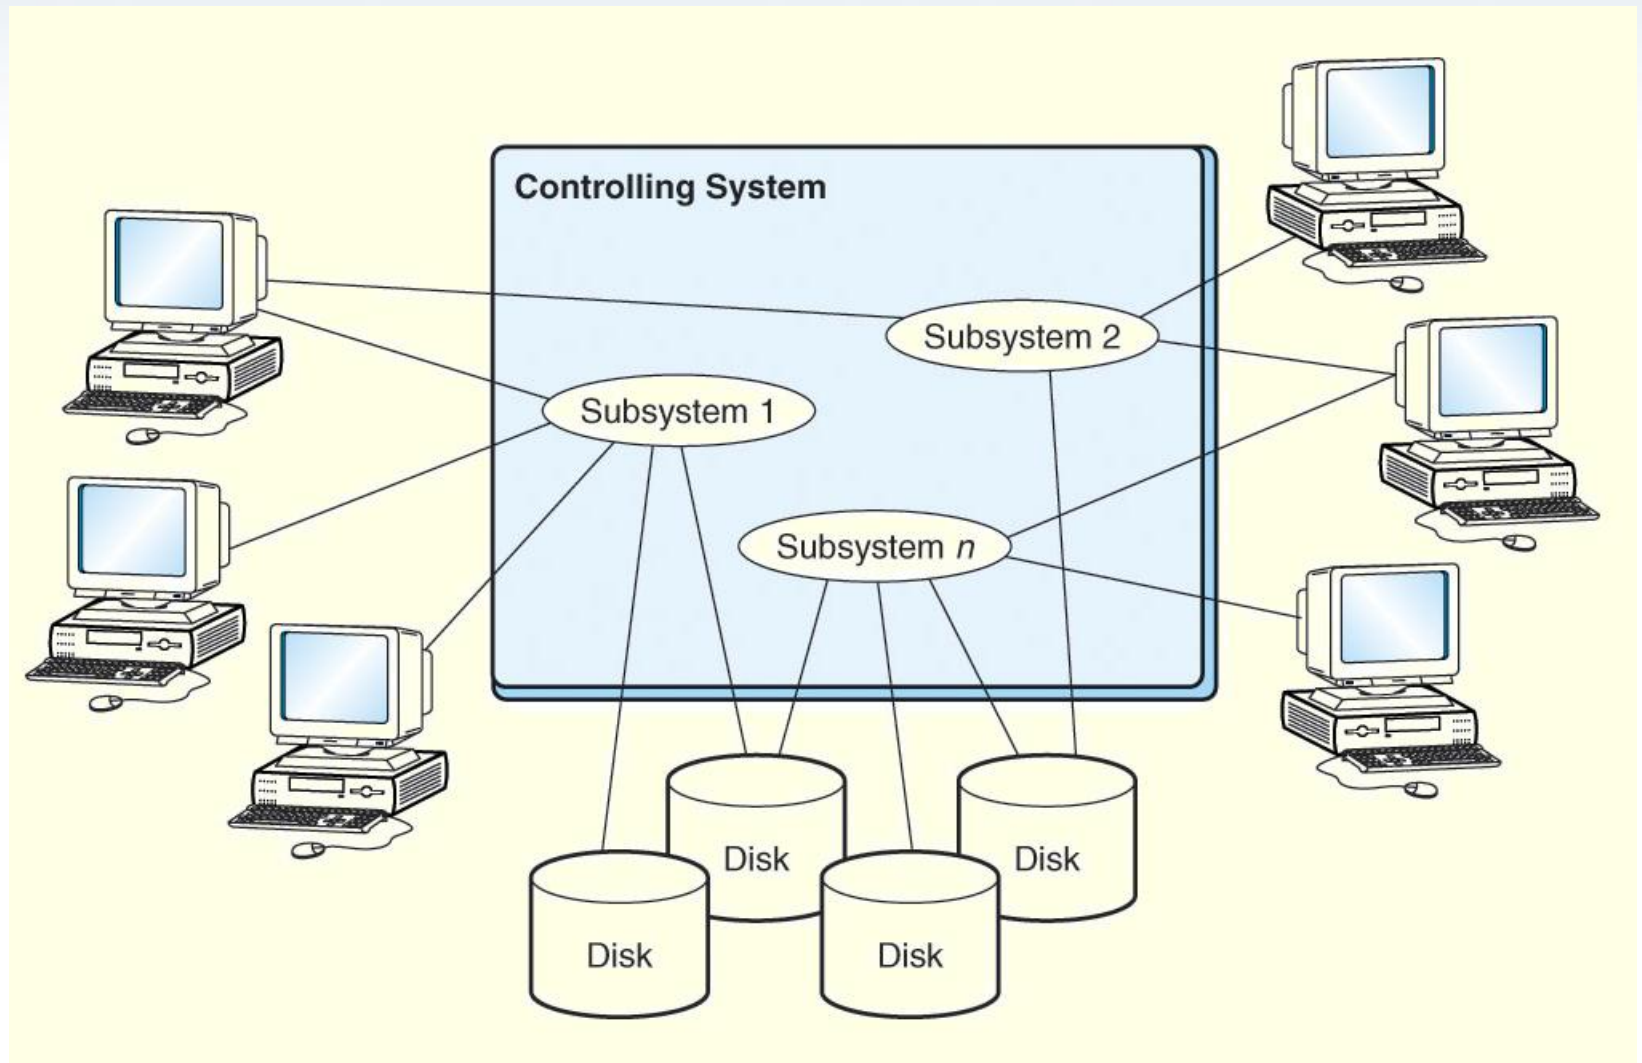 Controlling System
Subsystem 2
Subsystem 1
Subsystem n
Disk
Disk
Disk
Disk